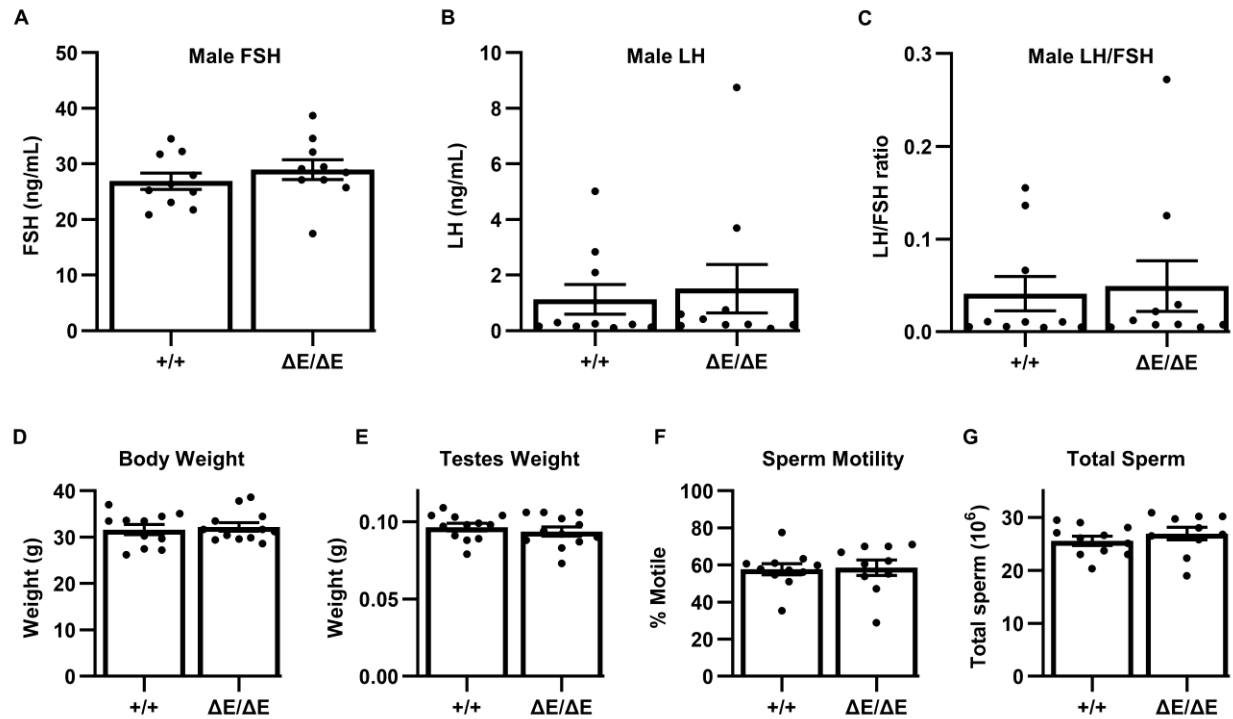 A
Male FSH
FSH (ng/mL)
50
40
30
20
10
0
+/+
ΔE/ΔE
B
Male LH
LH (ng/mL)
10
8
6
4
2
0
+/+
ΔE/ΔE
C
Male LH/FSH
LH/FSH ratio
0.3
0.2
0.1
0.0
+/+
ΔE/ΔE
D
Body Weight
Weight (g)
40
30
20
10
0
+/+
ΔE/ΔE
E
Testes Weight
Weight (g)
0.10
0.05
0.00
+/+
ΔE/ΔE
F
Sperm Motility
% Motile
100
80
60
40
20
0
+/+
ΔE/ΔE
G
Total Sperm
Total sperm (10⁶)
30
20
10
0
+/+
ΔE/ΔE